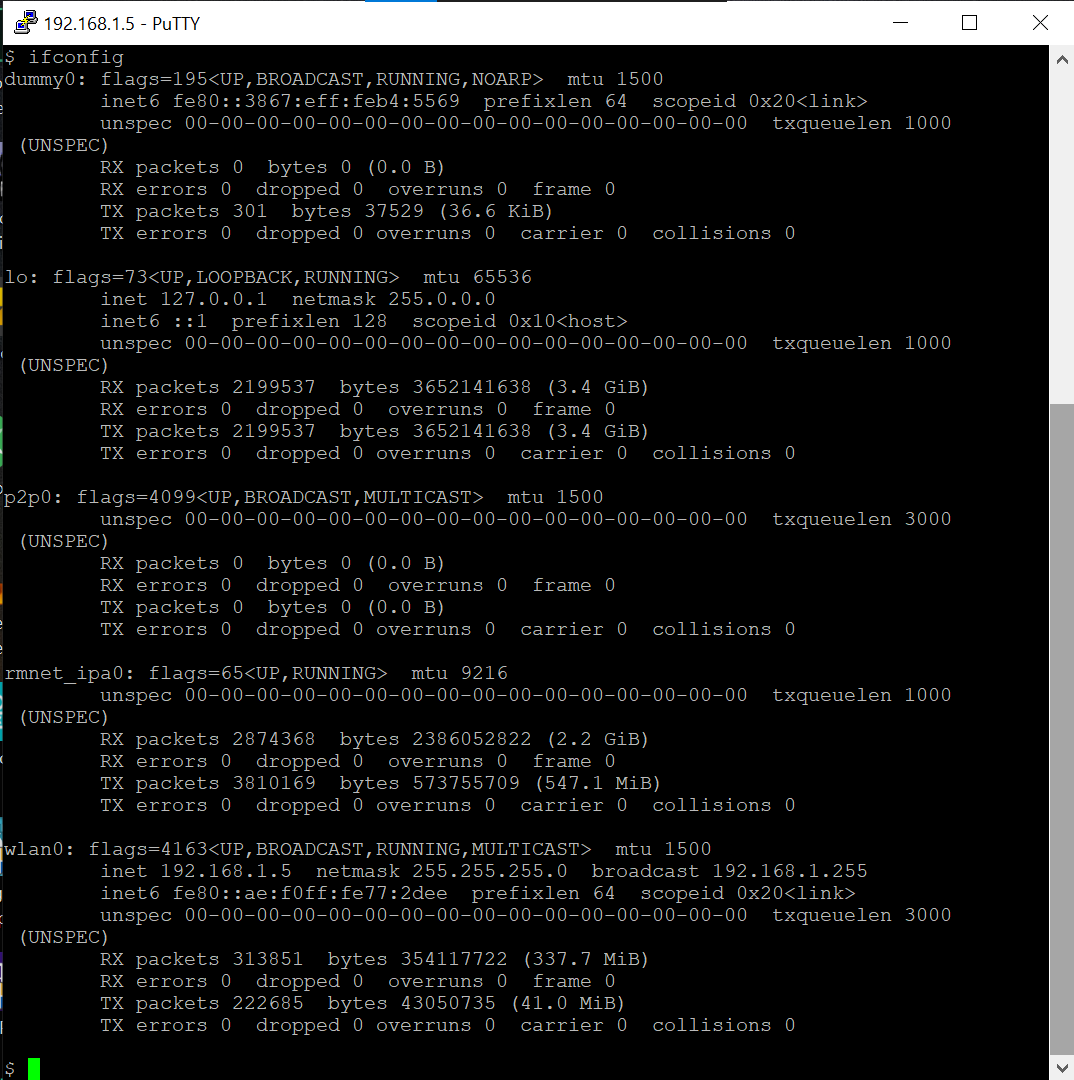 192.168.1.5 - PuTTY
$ ifconfig
dummy0: flags=195<UP,BROADCAST,RUNNING,NOARP>  mtu 1500
        inet6 fe80::3867:eff:feb4:5569  prefixlen 64  scopeid 0x20<link>
        unspec 00-00-00-00-00-00-00-00-00-00-00-00-00-00-00-00  txqueuelen 1000
 (UNSPEC)
        RX packets 0  bytes 0 (0.0 B)
        RX errors 0  dropped 0  overruns 0  frame 0
        TX packets 301  bytes 37529 (36.6 KiB)
        TX errors 0  dropped 0 overruns 0  carrier 0  collisions 0

lo: flags=73<UP,LOOPBACK,RUNNING>  mtu 65536
        inet 127.0.0.1  netmask 255.0.0.0
        inet6 ::1  prefixlen 128  scopeid 0x10<host>
        unspec 00-00-00-00-00-00-00-00-00-00-00-00-00-00-00-00  txqueuelen 1000
 (UNSPEC)
        RX packets 2199537  bytes 3652141638 (3.4 GiB)
        RX errors 0  dropped 0  overruns 0  frame 0
        TX packets 2199537  bytes 3652141638 (3.4 GiB)
        TX errors 0  dropped 0 overruns 0  carrier 0  collisions 0

p2p0: flags=4099<UP,BROADCAST,MULTICAST>  mtu 1500
        unspec 00-00-00-00-00-00-00-00-00-00-00-00-00-00-00-00  txqueuelen 3000
 (UNSPEC)
        RX packets 0  bytes 0 (0.0 B)
        RX errors 0  dropped 0  overruns 0  frame 0
        TX packets 0  bytes 0 (0.0 B)
        TX errors 0  dropped 0 overruns 0  carrier 0  collisions 0

rmnet_ipa0: flags=65<UP,RUNNING>  mtu 9216
        unspec 00-00-00-00-00-00-00-00-00-00-00-00-00-00-00-00  txqueuelen 1000
 (UNSPEC)
        RX packets 2874368  bytes 2386052822 (2.2 GiB)
        RX errors 0  dropped 0  overruns 0  frame 0
        TX packets 3810169  bytes 573755709 (547.1 MiB)
        TX errors 0  dropped 0 overruns 0  carrier 0  collisions 0

wlan0: flags=4163<UP,BROADCAST,RUNNING,MULTICAST>  mtu 1500
        inet 192.168.1.5  netmask 255.255.255.0  broadcast 192.168.1.255
        inet6 fe80::ae:f0ff:fe77:2dee  prefixlen 64  scopeid 0x20<link>
        unspec 00-00-00-00-00-00-00-00-00-00-00-00-00-00-00-00  txqueuelen 3000
 (UNSPEC)
        RX packets 313851  bytes 354117722 (337.7 MiB)
        RX errors 0  dropped 0  overruns 0  frame 0
        TX packets 222685  bytes 43050735 (41.0 MiB)
        TX errors 0  dropped 0 overruns 0  carrier 0  collisions 0

$